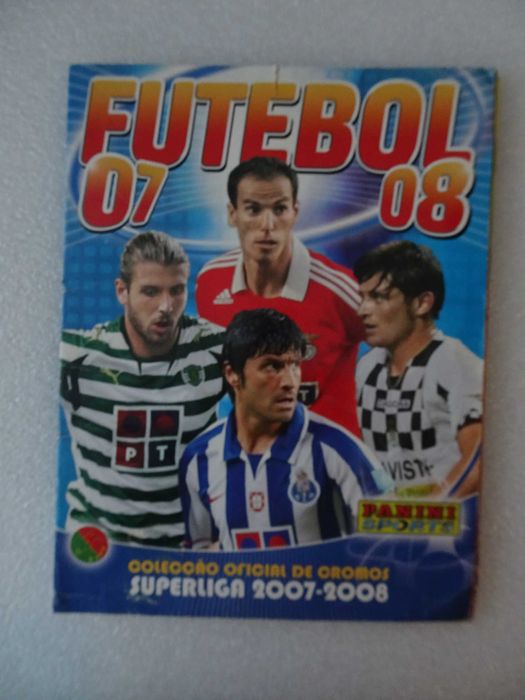 FUTEBOL
07 08
PT
PANINI
SPORTS
COLECÇÃO OFICIAL DE CROMOS
SUPERLIGA 2007-2008